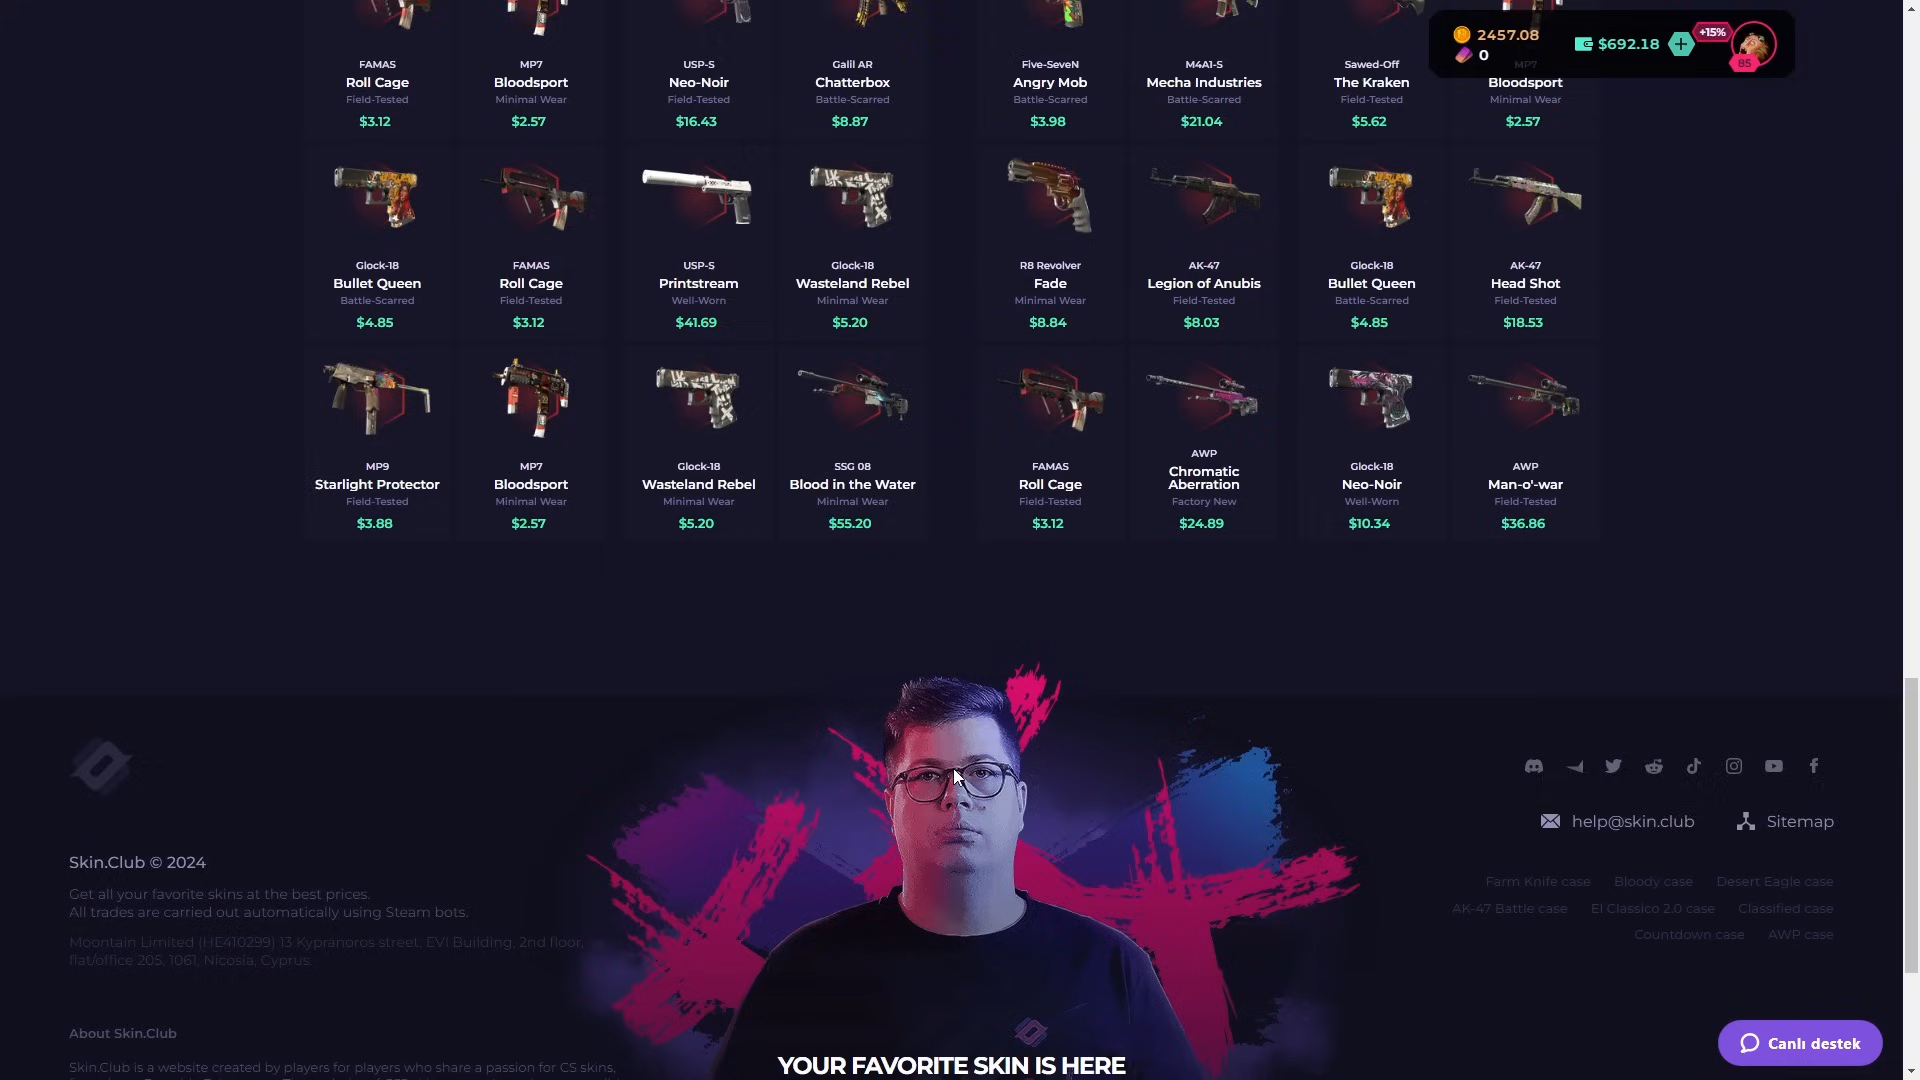 2457.08
0
$692.18
+15%
85
FAMAS
Roll Cage
Field-Tested
$3.12
MP7
Bloodsport
Minimal Wear
$2.57
USP-S
Neo-Noir
Field-Tested
$16.43
Galil AR
Chatterbox
Battle-Scarred
$8.87
Five-SeveN
Angry Mob
Battle-Scarred
$3.98
M4A1-S
Mecha Industries
Battle-Scarred
$21.04
Sawed-Off
The Kraken
Field-Tested
$5.62
MP7
Bloodsport
Minimal Wear
$2.57
Glock-18
Bullet Queen
Battle-Scarred
$4.85
FAMAS
Roll Cage
Field-Tested
$3.12
USP-S
Printstream
Well-Worn
$41.69
Glock-18
Wasteland Rebel
Minimal Wear
$5.20
R8 Revolver
Fade
Minimal Wear
$8.84
AK-47
Legion of Anubis
Field-Tested
$8.03
Glock-18
Bullet Queen
Battle-Scarred
$4.85
AK-47
Head Shot
Field-Tested
$18.53
MP9
Starlight Protector
Field-Tested
$3.88
MP7
Bloodsport
Minimal Wear
$2.57
Glock-18
Wasteland Rebel
Minimal Wear
$5.20
SSG 08
Blood in the Water
Minimal Wear
$55.20
FAMAS
Roll Cage
Field-Tested
$3.12
AWP
Chromatic
Aberration
Factory New
$24.89
Glock-18
Neo-Noir
Well-Worn
$10.34
AWP
Man-o'-war
Field-Tested
$36.86
Skin.Club © 2024
Get all your favorite skins at the best prices.
All trades are carried out automatically using Steam bots.
Moontain Limited (HE410299) 13 Kypranoros street, EVI Building, 2nd floor,
flat/office 205, 1061, Nicosia, Cyprus.
About Skin.Club
Skin.Club is a website created by players for players who share a passion for CS skins,
YOUR FAVORITE SKIN IS HERE
help@skin.club
Sitemap
Farm Knife case
Bloody case
Desert Eagle case
AK-47 Battle case
El Classico 2.0 case
Classified case
Countdown case
AWP case
Canlı destek